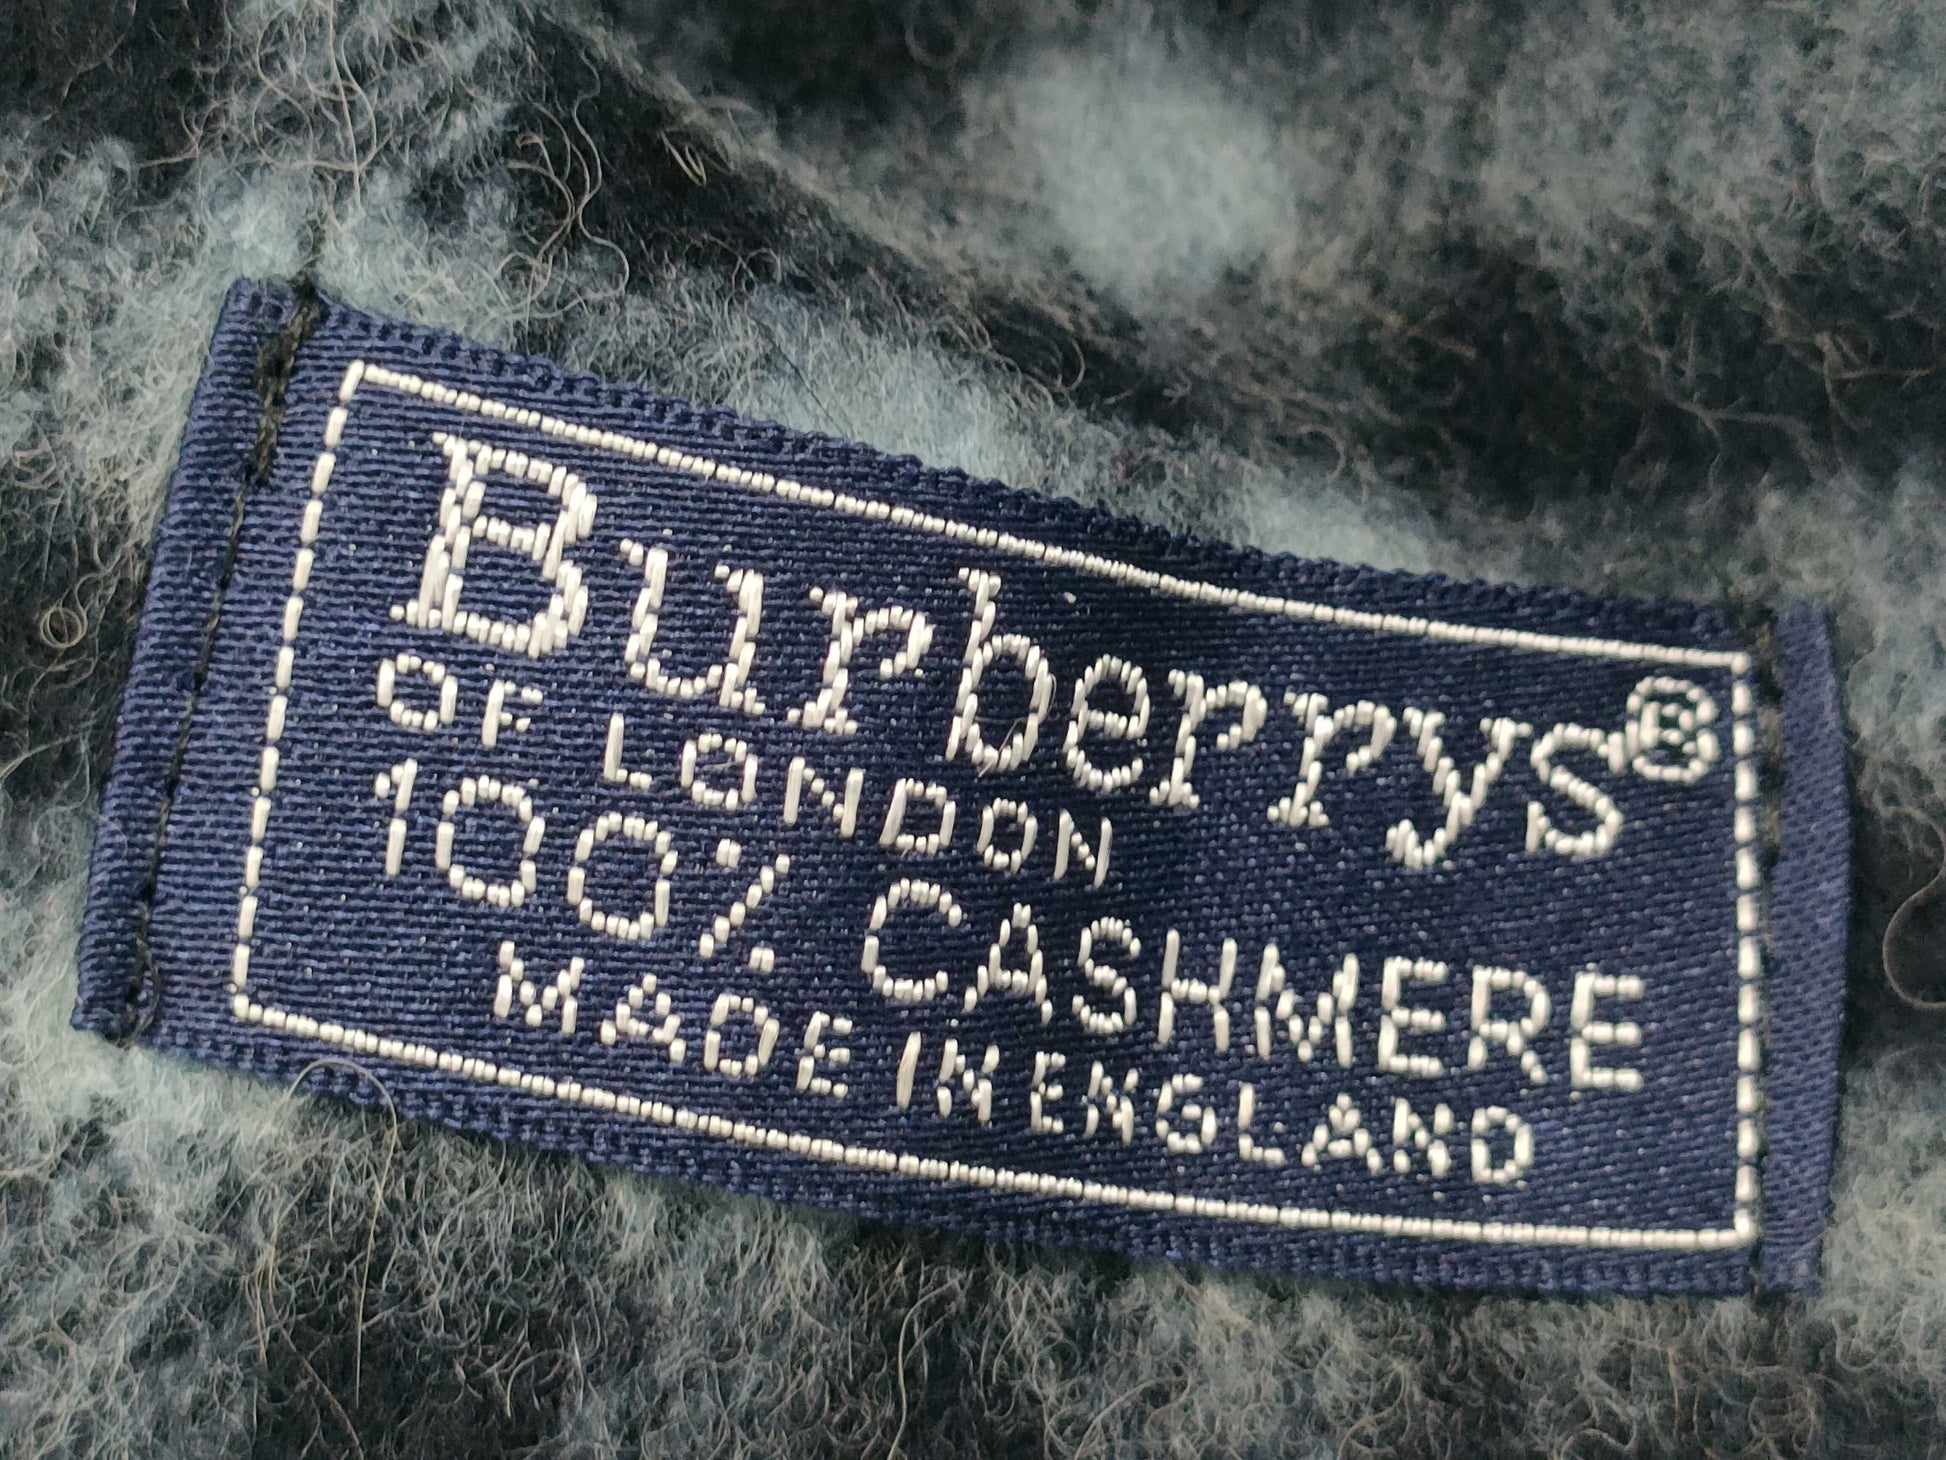 Burberrys®
OF LONDON
100% CASHMERE
MADE IN ENGLAND